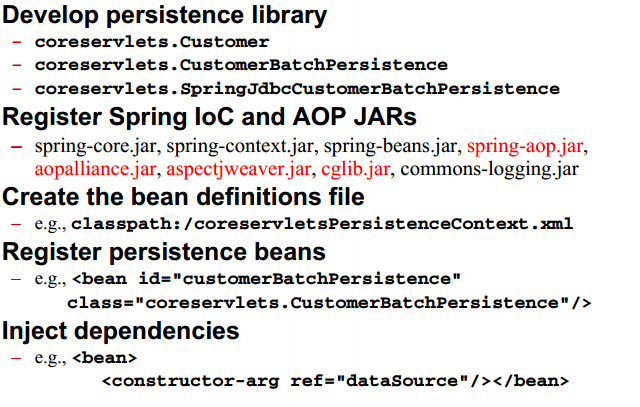 Develop persistence library
– coreservlets.Customer
– coreservlets.CustomerBatchPersistence
– coreservlets.SpringJdbcCustomerBatchPersistence
Register Spring IoC and AOP JARs
– spring-core.jar, spring-context.jar, spring-beans.jar, spring-aop.jar,
aopalliance.jar, aspectjweaver.jar, cglib.jar, commons-logging.jar
Create the bean definitions file
– e.g., classpath:/coreservletsPersistenceContext.xml
Register persistence beans
– e.g., <bean id="customerBatchPersistence"
class="coreservlets.CustomerBatchPersistence"/>
Inject dependencies
– e.g., <bean>
<constructor-arg ref="dataSource"/></bean>